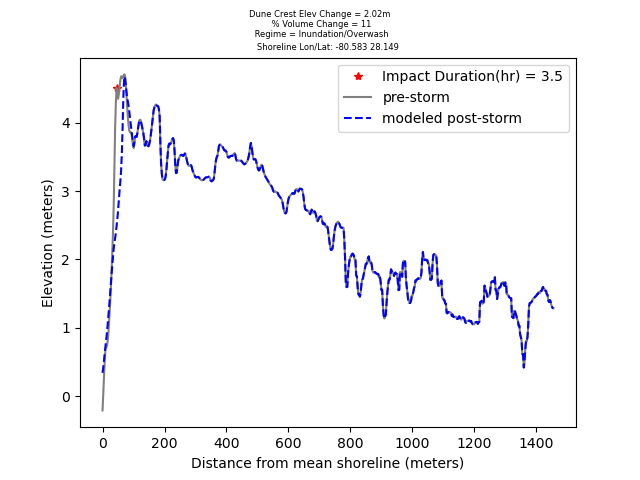 Dune Crest Elev Change = 2.02m
% Volume Change = 11
Regime = Inundation/Overwash
Shoreline Lon/Lat: -80.583 28.149
Impact Duration(hr) = 3.5
pre-storm
modeled post-storm
Elevation (meters)
4
3
2
1
0
0 200 400 600 800 1000 1200 1400
Distance from mean shoreline (meters)